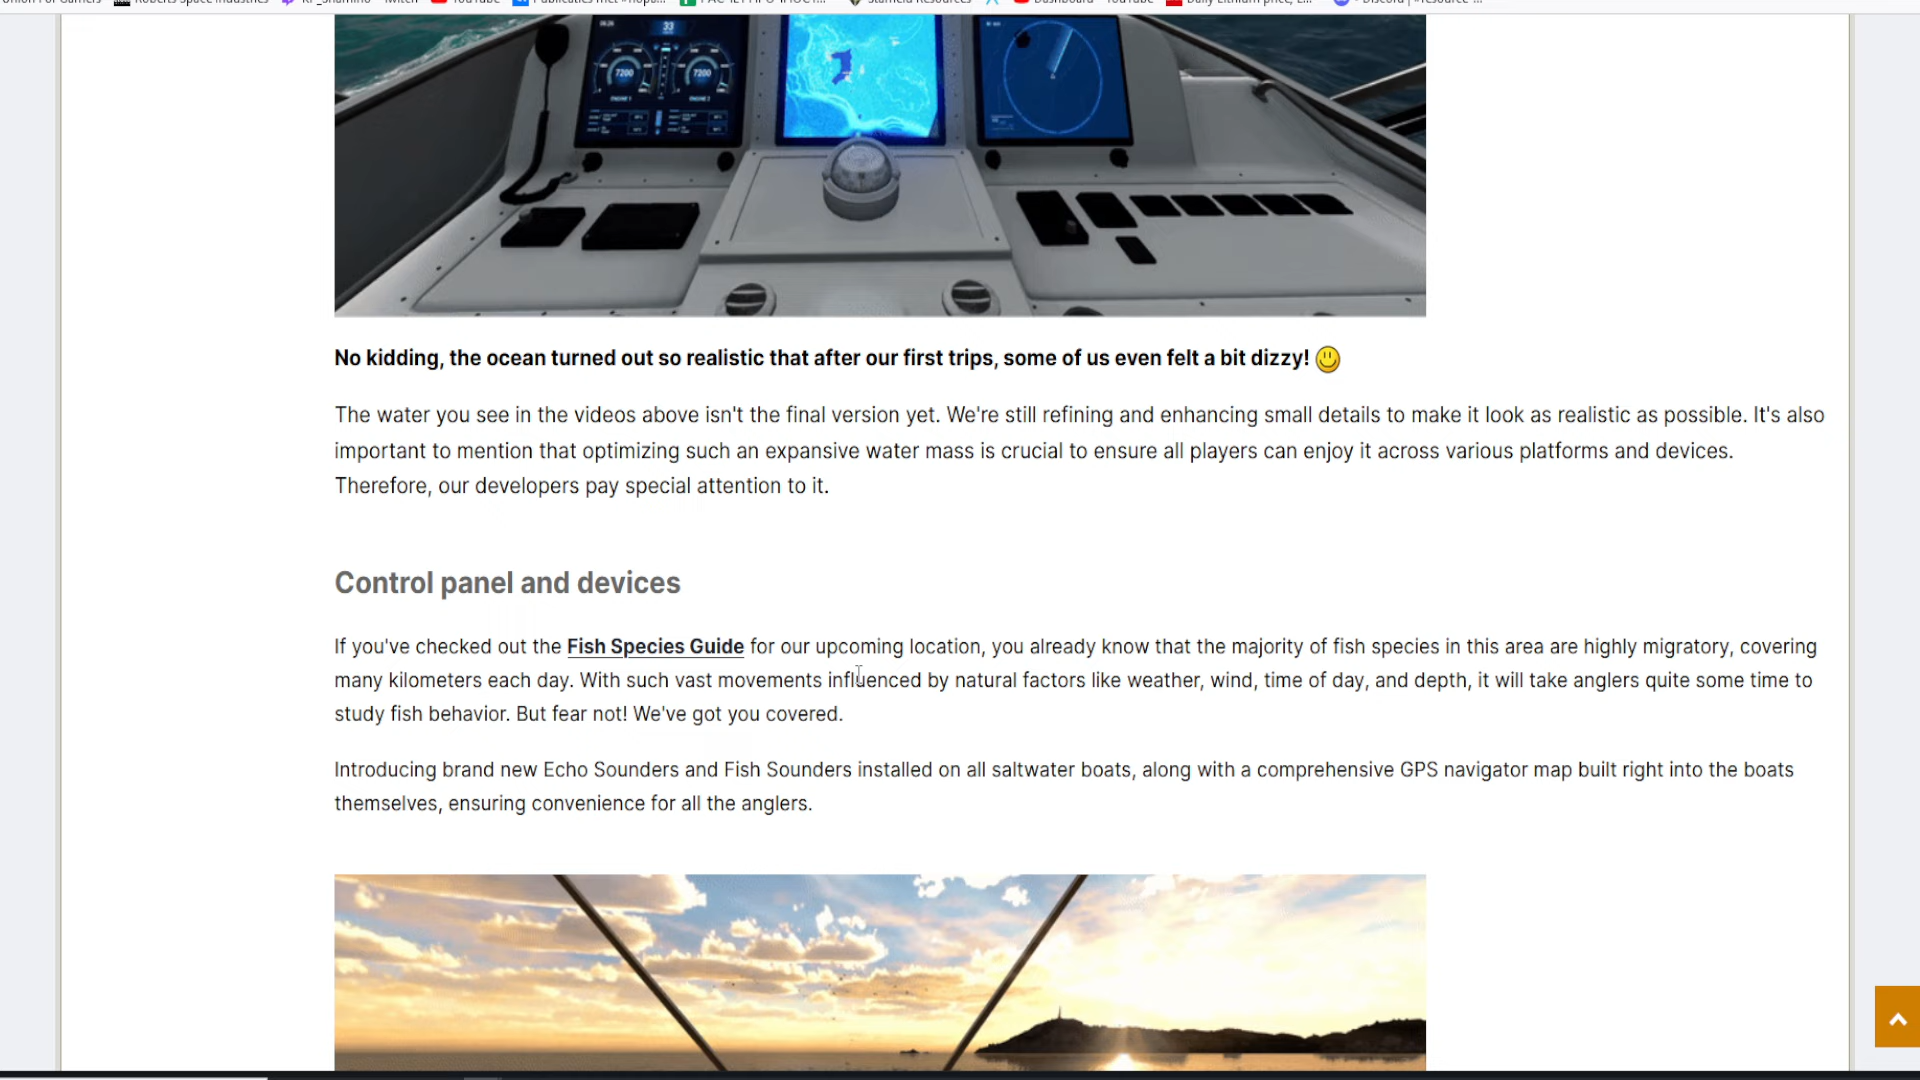 33
7200 7200
ENGINE 1 ENGINE 2
No kidding, the ocean turned out so realistic that after our first trips, some of us even felt a bit dizzy!
The water you see in the videos above isn't the final version yet. We're still refining and enhancing small details to make it look as realistic as possible. It's also
important to mention that optimizing such an expansive water mass is crucial to ensure all players can enjoy it across various platforms and devices.
Therefore, our developers pay special attention to it.
Control panel and devices
If you've checked out the Fish Species Guide for our upcoming location, you already know that the majority of fish species in this area are highly migratory, covering
many kilometers each day. With such vast movements influenced by natural factors like weather, wind, time of day, and depth, it will take anglers quite some time to
study fish behavior. But fear not! We've got you covered.
Introducing brand new Echo Sounders and Fish Sounders installed on all saltwater boats, along with a comprehensive GPS navigator map built right into the boats
themselves, ensuring convenience for all the anglers.